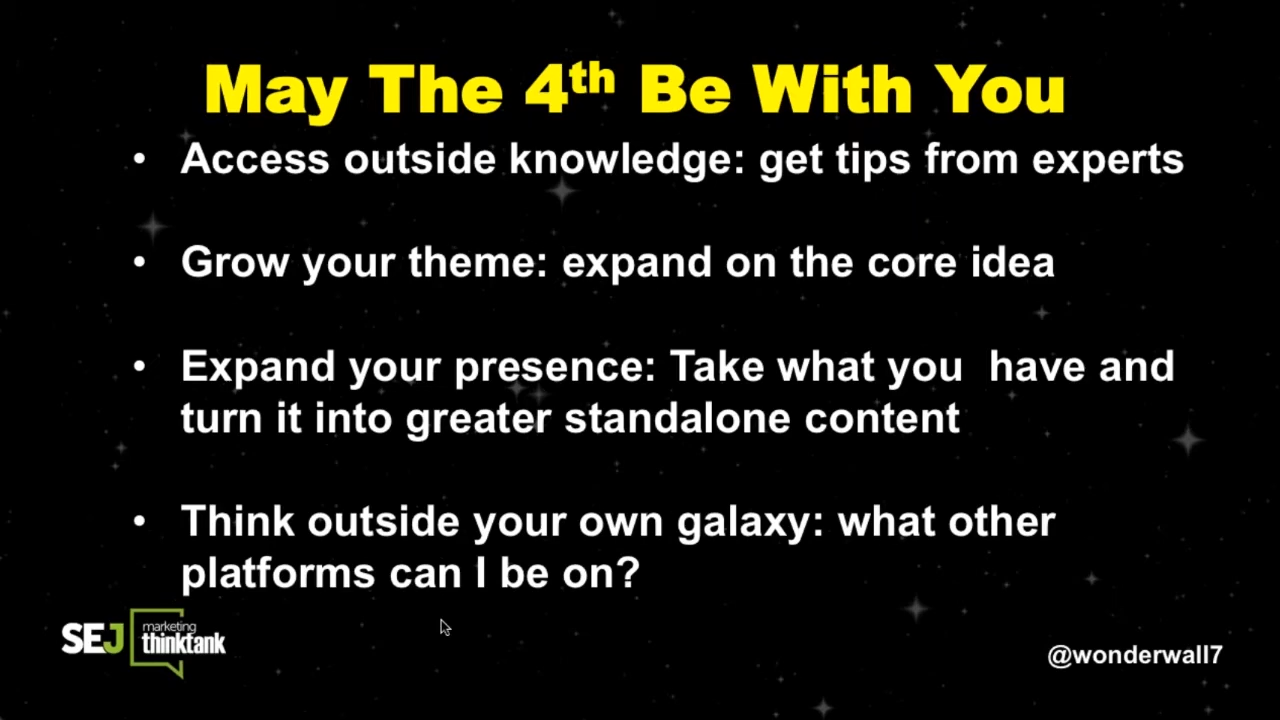 May The 4th Be With You
• Access outside knowledge: get tips from experts
• Grow your theme: expand on the core idea
• Expand your presence: Take what you  have and
turn it into greater standalone content
• Think outside your own galaxy: what other
platforms can I be on?
SEJ marketing
thinktank
@wonderwall7